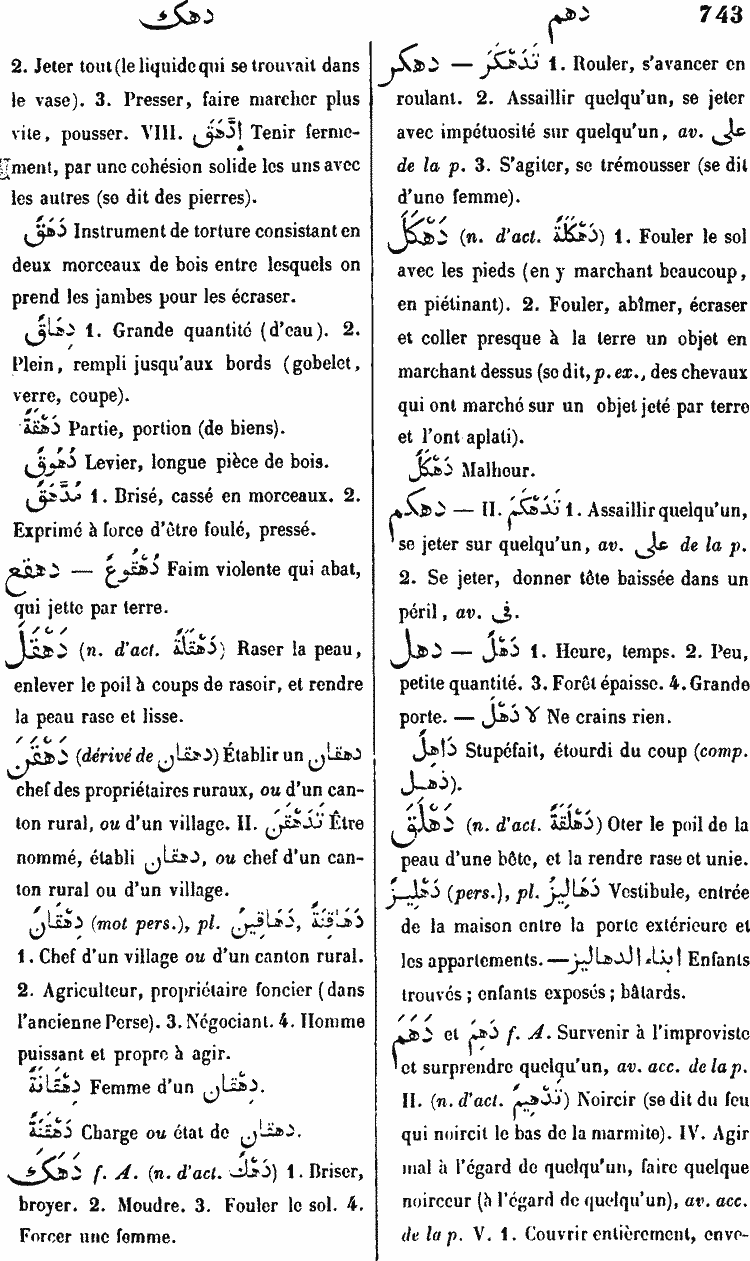 دهك
دهم
743
2. Jeter tout (le liquide qui se trouvait dans
le vase). 3. Presser, faire marcher plus
vite, pousser. VIII. اِدَّهَقَ Tenir ferme-
ment, par une cohésion solide les uns avec
les autres (se dit des pierres).
دَهَقٌ Instrument de torture consistant en
deux morceaux de bois entre lesquels on
prend les jambes pour les écraser.
دِهَاقٌ 1. Grande quantité (d'eau). 2.
Plein, rempli jusqu'aux bords (gobelet,
verre, coupe).
دَهْقَةٌ Partie, portion (de biens).
دُهُوقٌ Levier, longue pièce de bois.
مُدَّهَقٌ 1. Brisé, cassé en morceaux. 2.
Exprimé à force d'être foulé, pressé.
دهقع — دُهْقُوعٌ Faim violente qui abat,
qui jette par terre.
دَهْقَلَ (n. d'act. دَهْقَلَةٌ) Raser la peau,
enlever le poil à coups de rasoir, et rendre
la peau rase et lisse.
دَهْقَنَ (dérivé de دهقان) Établir un دهقان
chef des propriétaires ruraux, ou d'un can-
ton rural, ou d'un village. II. تَدَهْقَنَ Être
nommé, établi دهقان, ou chef d'un can-
ton rural ou d'un village.
دِهْقَانٌ (mot pers.), pl. دَهَاقِينُ, دَهَاقِنَةٌ
1. Chef d'un village ou d'un canton rural.
2. Agriculteur, propriétaire foncier (dans
l'ancienne Perse). 3. Négociant. 4. Homme
puissant et propre à agir.
دِهْقَانَةٌ Femme d'un دهقان.
دَهْقَنَةٌ Charge ou état de دهقان.
دَهَكَ f. A. (n. d'act. دَهْكٌ) 1. Briser,
broyer. 2. Moudre. 3. Fouler le sol. 4.
Forcer une femme.
دهكر — تَدَهْكَرَ 1. Rouler, s'avancer en
roulant. 2. Assaillir quelqu'un, se jeter
avec impétuosité sur quelqu'un, av. على
de la p. 3. S'agiter, se trémousser (se dit
d'une femme).
دَهْكَلَ (n. d'act. دَهْكَلَةٌ) 1. Fouler le sol
avec les pieds (en y marchant beaucoup,
en piétinant). 2. Fouler, abîmer, écraser
et coller presque à la terre un objet en
marchant dessus (se dit, p. ex., des chevaux
qui ont marché sur un objet jeté par terre
et l'ont aplati).
دَهْكَلٌ Malheur.
دهكم — II. تَدَهْكَمَ 1. Assaillir quelqu'un,
se jeter sur quelqu'un, av. على de la p.
2. Se jeter, donner tête baissée dans un
péril, av. فى.
دهل — دَهْلٌ 1. Heure, temps. 2. Peu,
petite quantité. 3. Forêt épaisse. 4. Grande
porte. — لا دَهْلَ Ne crains rien.
دَاهِلٌ Stupéfait, étourdi du coup (comp.
ذهل).
دَهْلَقَ (n. d'act. دَهْلَقَةٌ) Oter le poil de la
peau d'une bête, et la rendre rase et unie.
دِهْلِيزٌ (pers.), pl. دَهَالِيزُ Vestibule, entrée
de la maison entre la porte extérieure et
les appartements. — ابناء الدهاليز Enfants
trouvés ; enfants exposés ; bâtards.
دَهَمَ et دَهِمَ f. A. Survenir à l'improviste
et surprendre quelqu'un, av. acc. de la p.
II. (n. d'act. تَدْهِيمٌ) Noircir (se dit du feu
qui noircit le bas de la marmite). IV. Agir
mal à l'égard de quelqu'un, faire quelque
noirceur (à l'égard de quelqu'un), av. acc.
de la p. V. 1. Couvrir entièrement, enve-